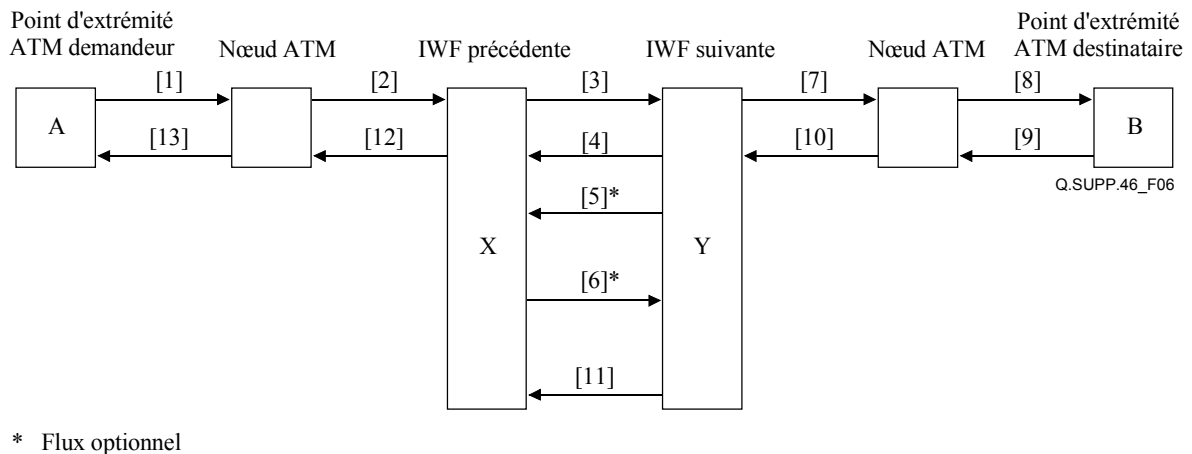 Point d'extrémité
ATM demandeur
Nœud ATM
IWF précédente
IWF suivante
Nœud ATM
Point d'extrémité
ATM destinataire
[1]
[2]
[3]
[7]
[8]
A
[13]
[12]
[4]
[10]
[9]
B
Q.SUPP.46_F06
[5]*
X
Y
[6]*
[11]
* Flux optionnel